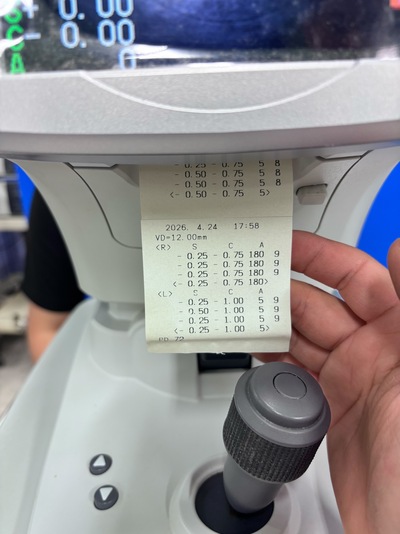 0.00
- 0.00
- 0.25 - 0.75 5 8
- 0.50 - 0.75 5 8
- 0.50 - 0.75 5 8
<- 0.50 - 0.75 5>
2026. 4.24 17:58
VD=12.00mm
<R> S C A
- 0.25 - 0.75 180 9
- 0.25 - 0.75 180 9
- 0.25 - 0.75 180 9
<- 0.25 - 0.75 180>
<L> S C A
- 0.25 - 1.00 5 9
- 0.50 - 1.00 5 9
- 0.25 - 1.00 5 9
<- 0.25 - 1.00 5>
PD 72